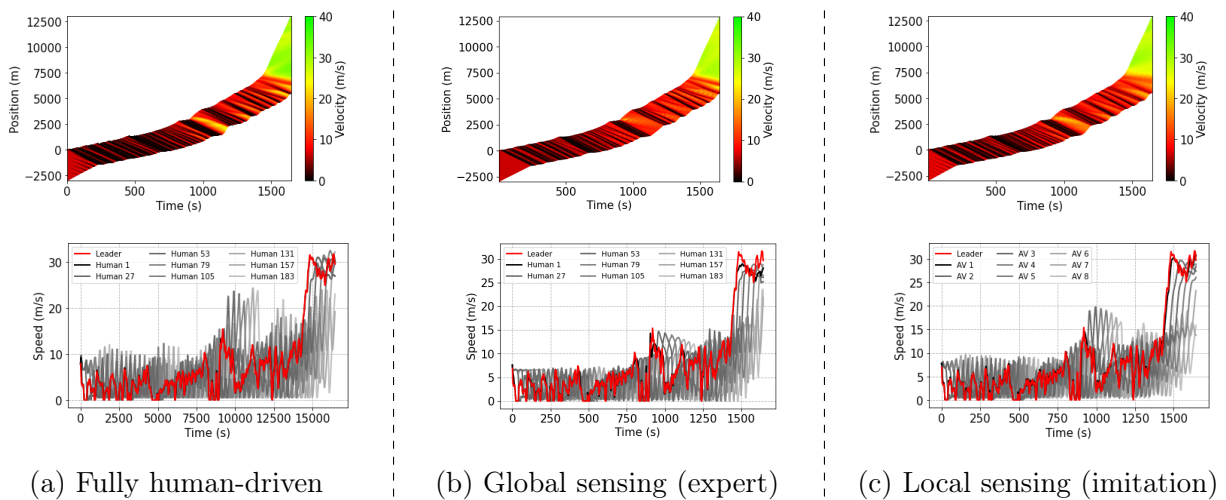 12500
10000
7500
5000
2500
0
−2500
Position (m)
0 500 1000 1500
Time (s)
40
30
20
10
0
Velocity (m/s)
12500
10000
7500
5000
2500
0
−2500
Position (m)
500 1000 1500
Time (s)
40
30
20
10
0
Velocity (m/s)
12500
10000
7500
5000
2500
0
−2500
Position (m)
500 1000 1500
Time (s)
40
30
20
10
0
Velocity (m/s)
30
20
10
0
Speed (m/s)
Leader Human 53 Human 131
Human 1 Human 79 Human 157
Human 27 Human 105 Human 183
0 2500 5000 7500 10000 12500 15000
Time (s)
30
25
20
15
10
5
0
Speed (m/s)
Leader Human 53 Human 131
Human 1 Human 79 Human 157
Human 27 Human 105 Human 183
0 250 500 750 1000 1250 1500
Time (s)
30
25
20
15
10
5
0
Speed (m/s)
Leader AV 3 AV 6
AV 1 AV 4 AV 7
AV 2 AV 5 AV 8
0 250 500 750 1000 1250 1500
Time (s)
(a) Fully human-driven
(b) Global sensing (expert)
(c) Local sensing (imitation)